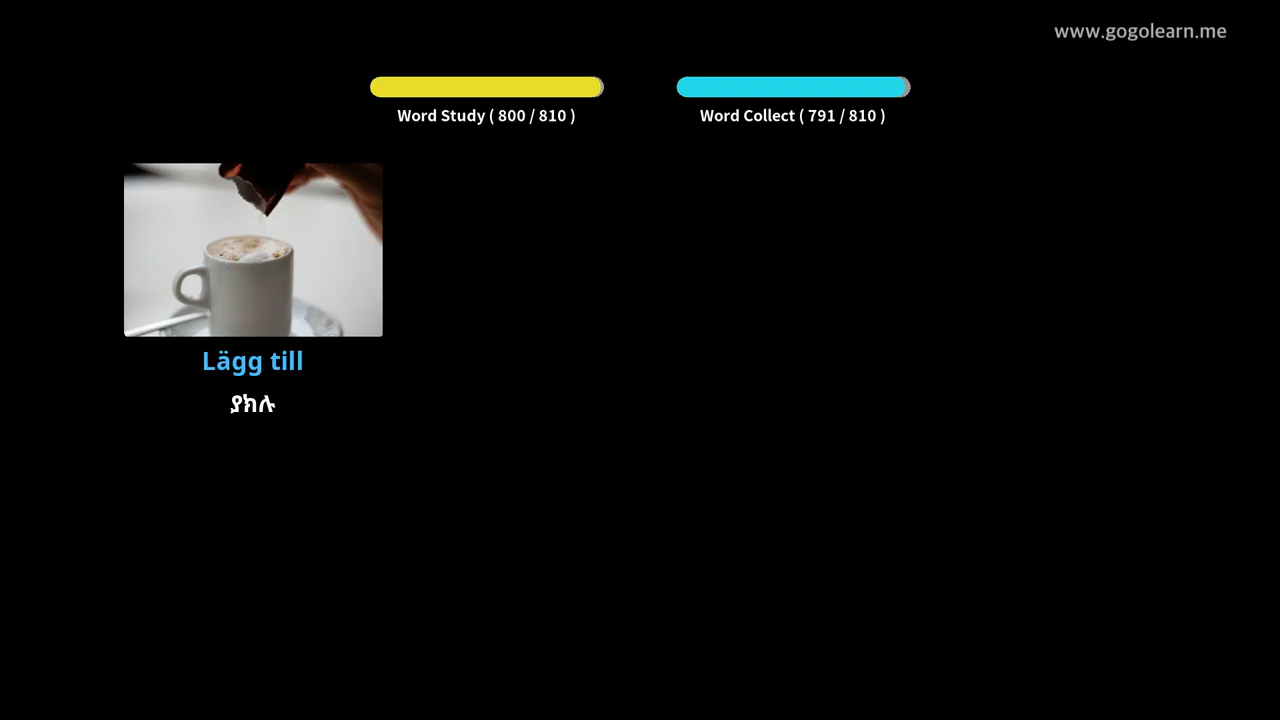 www.gogolearn.me
Word Study ( 800 / 810 )
Word Collect ( 791 / 810 )
Lägg till
ያክሉ